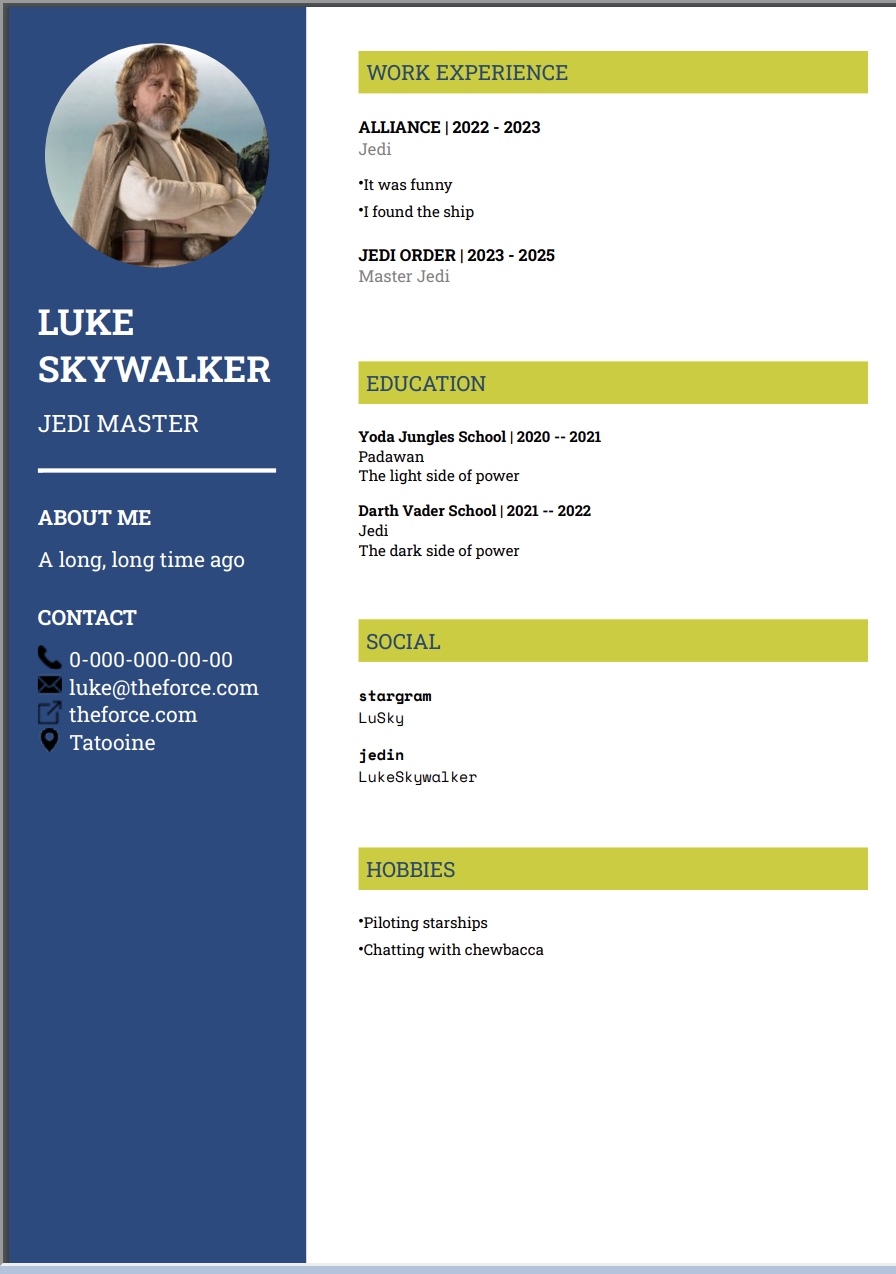 LUKE
SKYWALKER
JEDI MASTER
ABOUT ME
A long, long time ago
CONTACT
0-000-000-00-00
luke@theforce.com
theforce.com
Tatooine
WORK EXPERIENCE
ALLIANCE | 2022 - 2023
Jedi
•It was funny
•I found the ship
JEDI ORDER | 2023 - 2025
Master Jedi
EDUCATION
Yoda Jungles School | 2020 -- 2021
Padawan
The light side of power
Darth Vader School | 2021 -- 2022
Jedi
The dark side of power
SOCIAL
stargram
LuSky
jedin
LukeSkywalker
HOBBIES
•Piloting starships
•Chatting with chewbacca